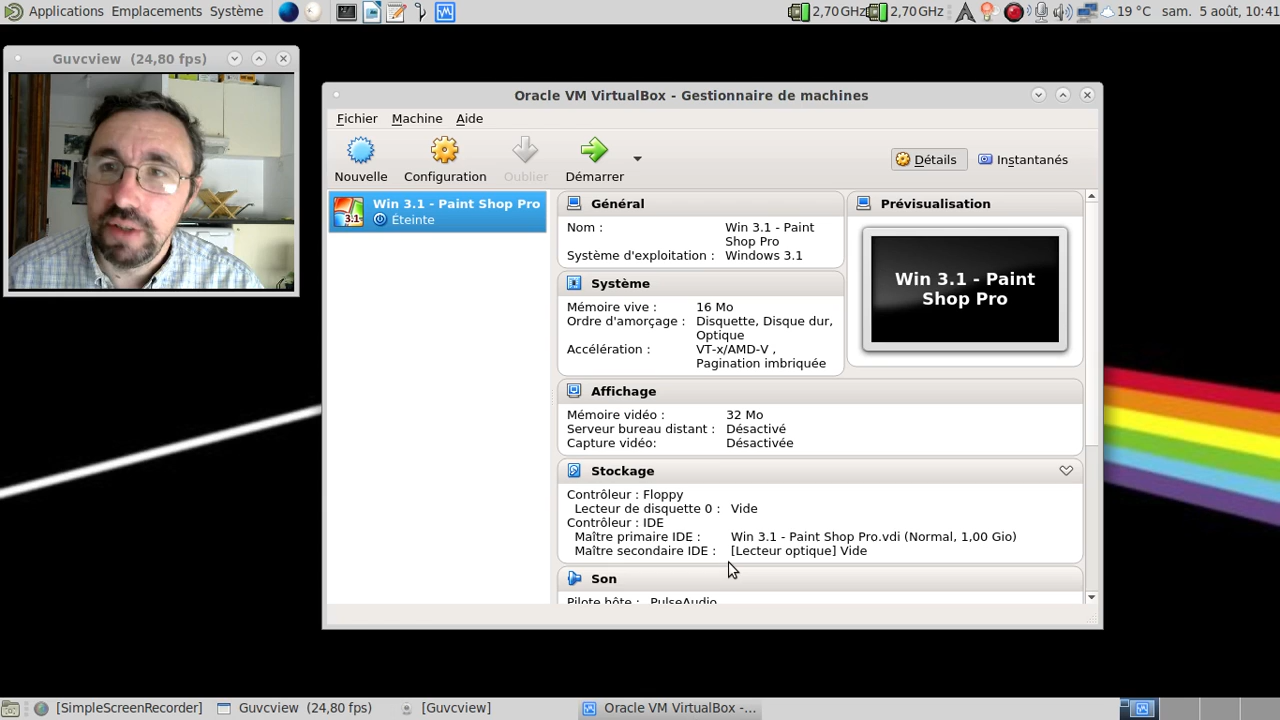 Applications Emplacements Système 2,70 GHz 2,70 GHz 19 °C sam. 5 août, 10:41
Guvcview (24,80 fps)
Oracle VM VirtualBox - Gestionnaire de machines
Fichier Machine Aide
Nouvelle Configuration Oublier Démarrer Détails Instantanés
3.1
Win 3.1 - Paint Shop Pro
Éteinte
Général
Nom : Win 3.1 - Paint
Shop Pro
Système d'exploitation : Windows 3.1
Prévisualisation
Win 3.1 - Paint
Shop Pro
Système
Mémoire vive : 16 Mo
Ordre d'amorçage : Disquette, Disque dur,
Optique
Accélération : VT-x/AMD-V ,
Pagination imbriquée
Affichage
Mémoire vidéo : 32 Mo
Serveur bureau distant : Désactivé
Capture vidéo: Désactivée
Stockage
Contrôleur : Floppy
Lecteur de disquette 0 : Vide
Contrôleur : IDE
Maître primaire IDE : Win 3.1 - Paint Shop Pro.vdi (Normal, 1,00 Gio)
Maître secondaire IDE : [Lecteur optique] Vide
Son
Pilote hôte : PulseAudio
[SimpleScreenRecorder] Guvcview (24,80 fps) [Guvcview] Oracle VM VirtualBox -...